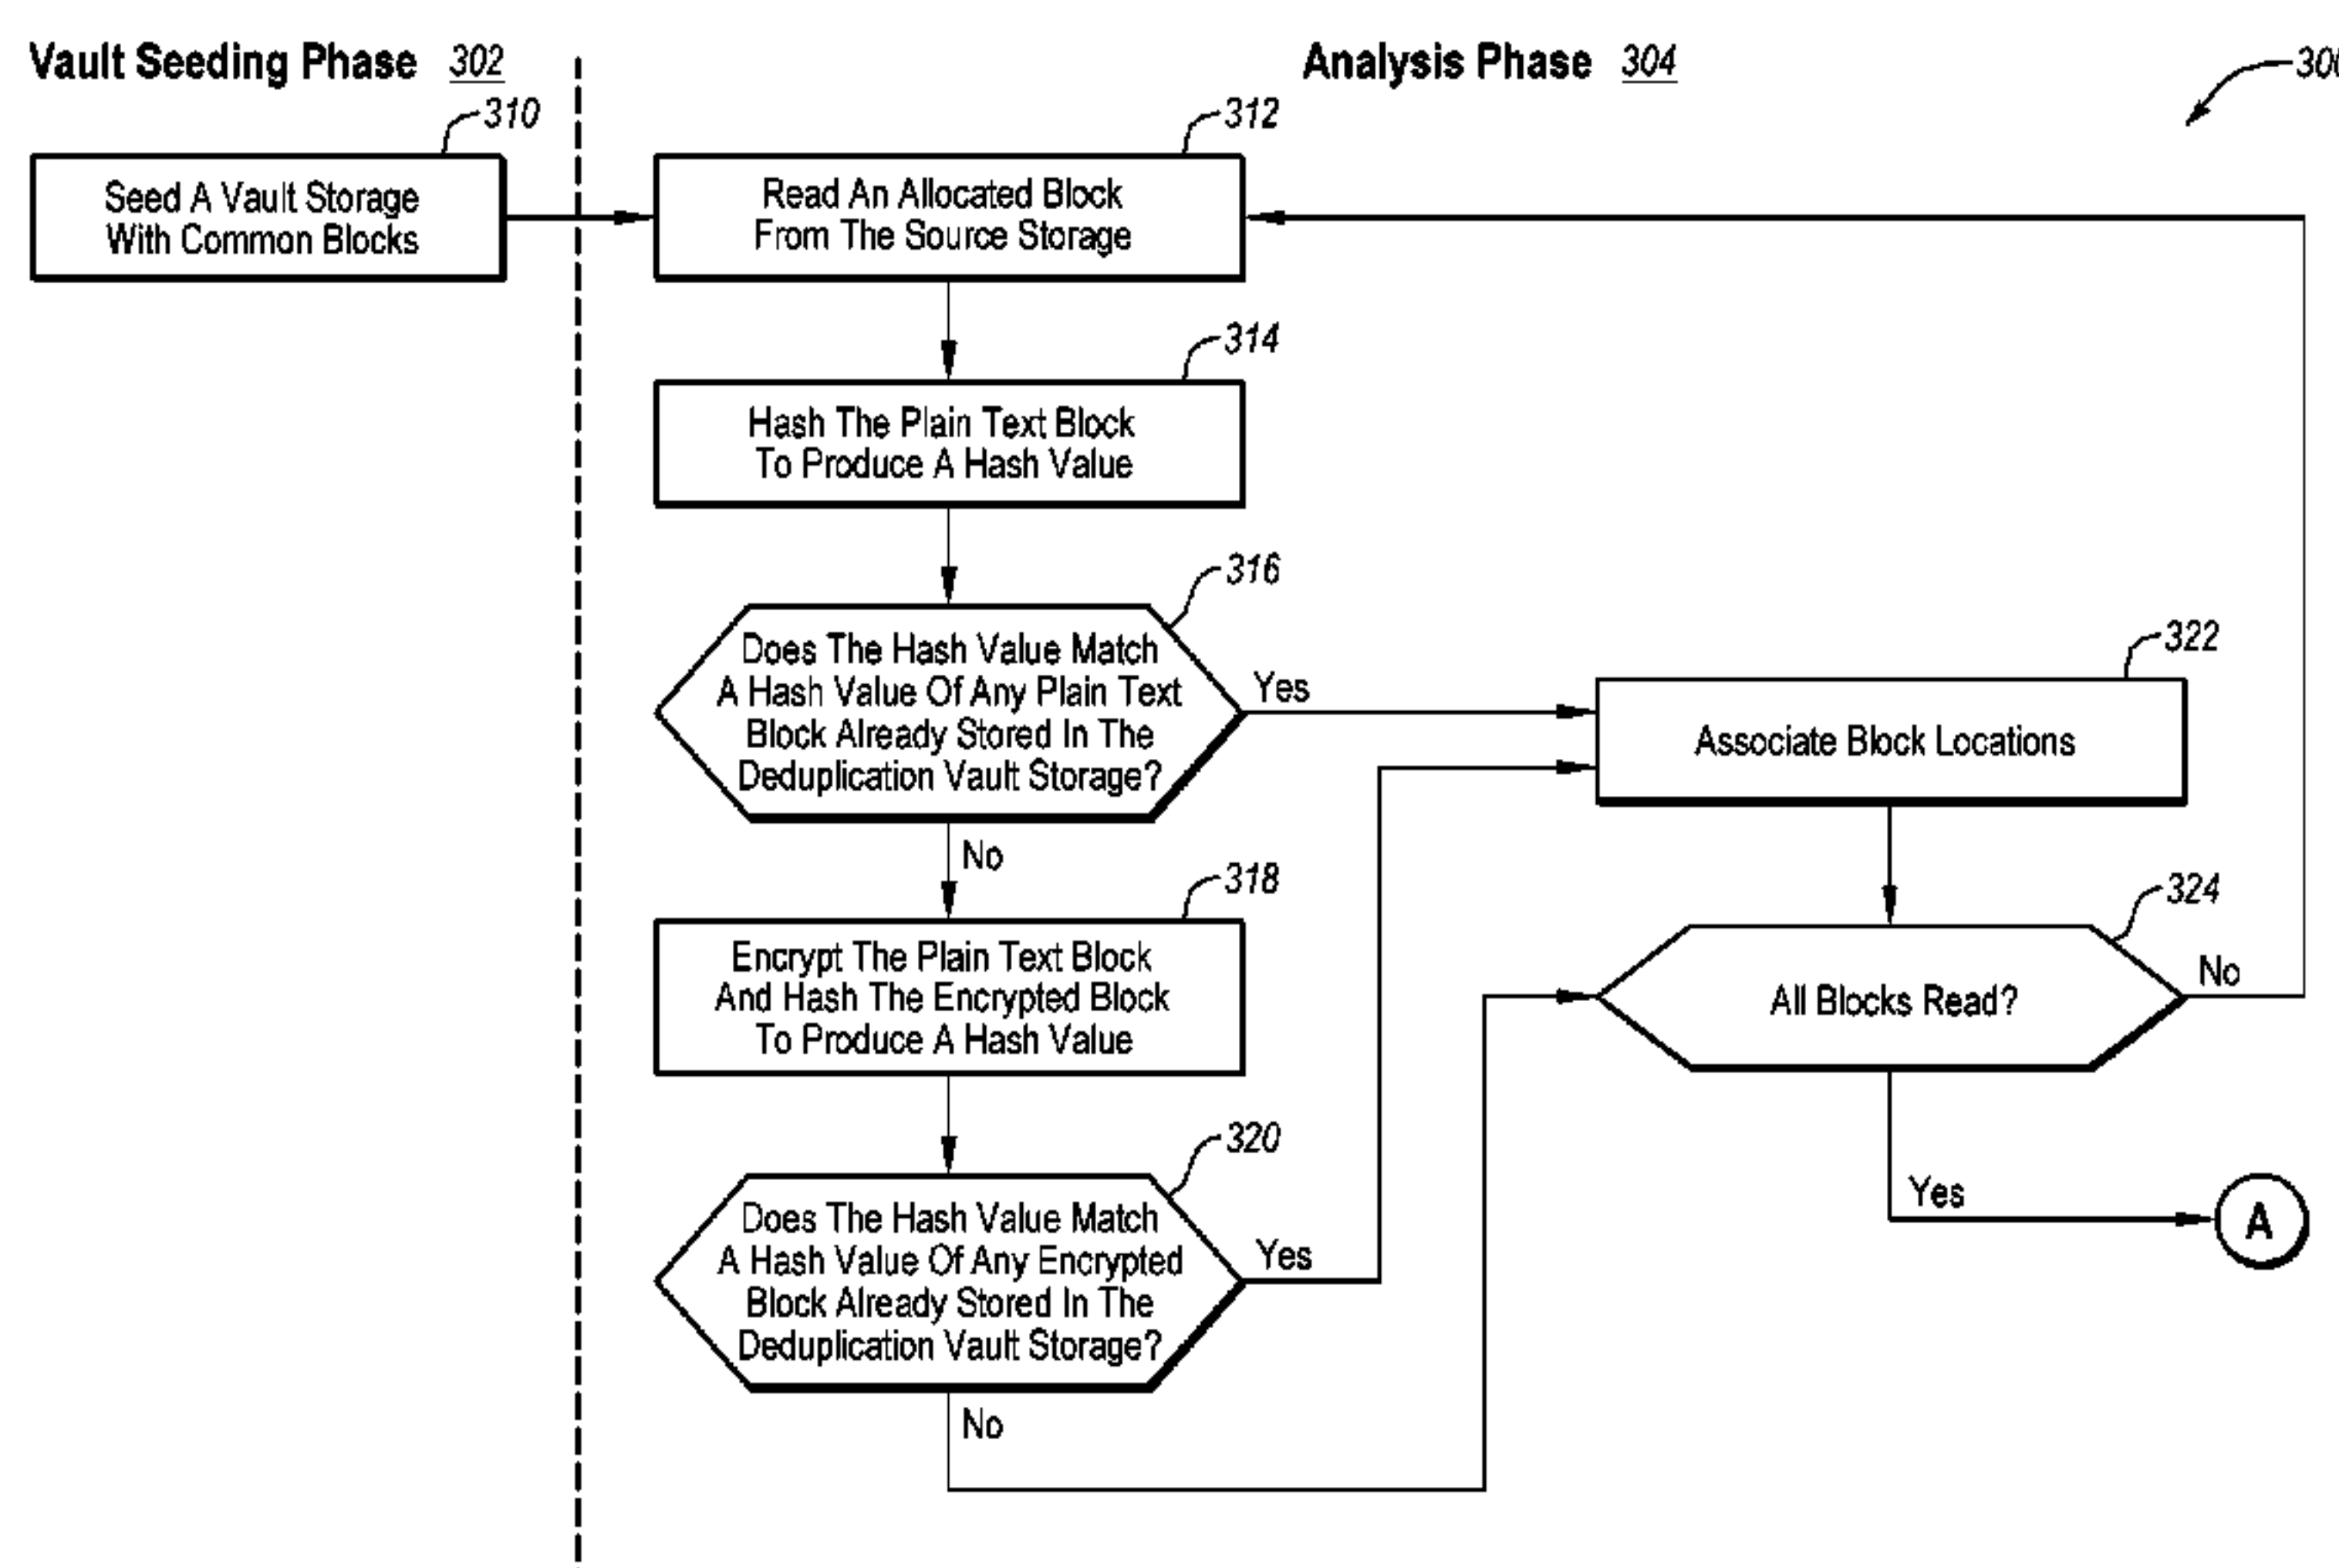 Vault Seeding Phase 302
Analysis Phase 304
300
310
Seed A Vault Storage
With Common Blocks
312
Read An Allocated Block
From The Source Storage
314
Hash The Plain Text Block
To Produce A Hash Value
316
Does The Hash Value Match
A Hash Value Of Any Plain Text
Block Already Stored In The
Deduplication Vault Storage?
Yes
No
322
Associate Block Locations
318
Encrypt The Plain Text Block
And Hash The Encrypted Block
To Produce A Hash Value
324
All Blocks Read?
No
Yes
A
320
Does The Hash Value Match
A Hash Value Of Any Encrypted
Block Already Stored In The
Deduplication Vault Storage?
Yes
No